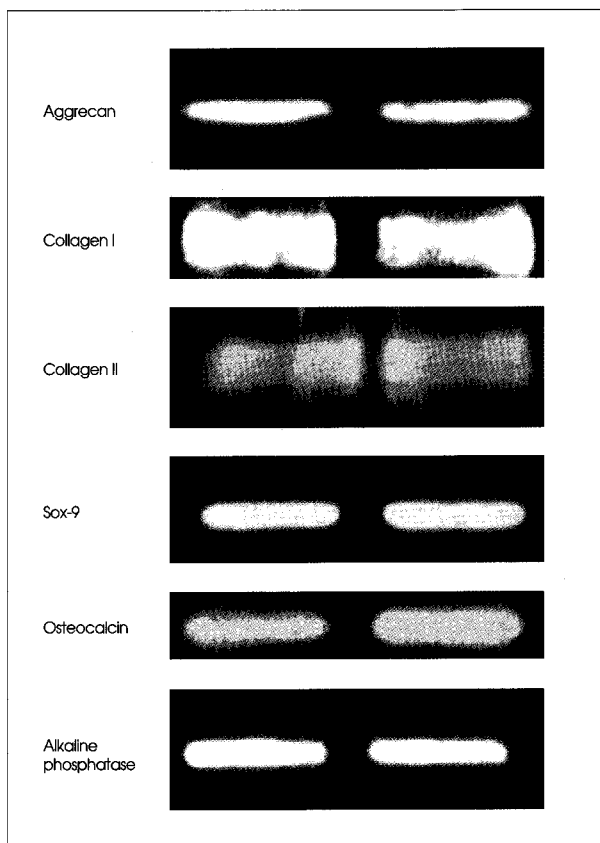 Aggrecan
Collagen I
Collagen II
Sox-9
Osteocalcin
Alkaline
phosphatase